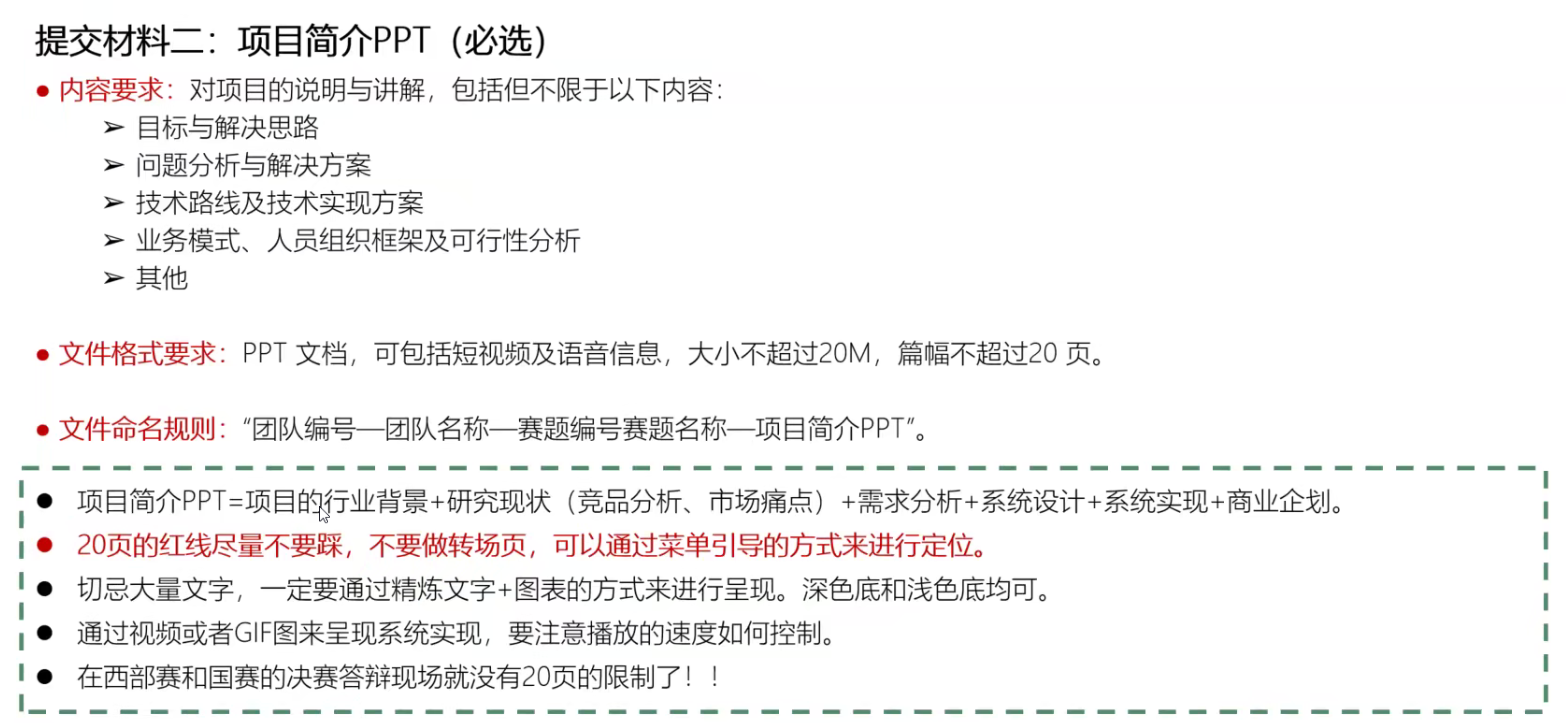 提交材料二：项目简介PPT（必选）
● 内容要求：对项目的说明与讲解，包括但不限于以下内容：
➢ 目标与解决思路
➢ 问题分析与解决方案
➢ 技术路线及技术实现方案
➢ 业务模式、人员组织框架及可行性分析
➢ 其他
● 文件格式要求：PPT 文档，可包括短视频及语音信息，大小不超过20M，篇幅不超过20 页。
● 文件命名规则：“团队编号—团队名称—赛题编号赛题名称—项目简介PPT”。
● 项目简介PPT=项目的行业背景+研究现状（竞品分析、市场痛点）+需求分析+系统设计+系统实现+商业企划。
● 20页的红线尽量不要踩，不要做转场页，可以通过菜单引导的方式来进行定位。
● 切忌大量文字，一定要通过精炼文字+图表的方式来进行呈现。深色底和浅色底均可。
● 通过视频或者GIF图来呈现系统实现，要注意播放的速度如何控制。
● 在西部赛和国赛的决赛答辩现场就没有20页的限制了！！